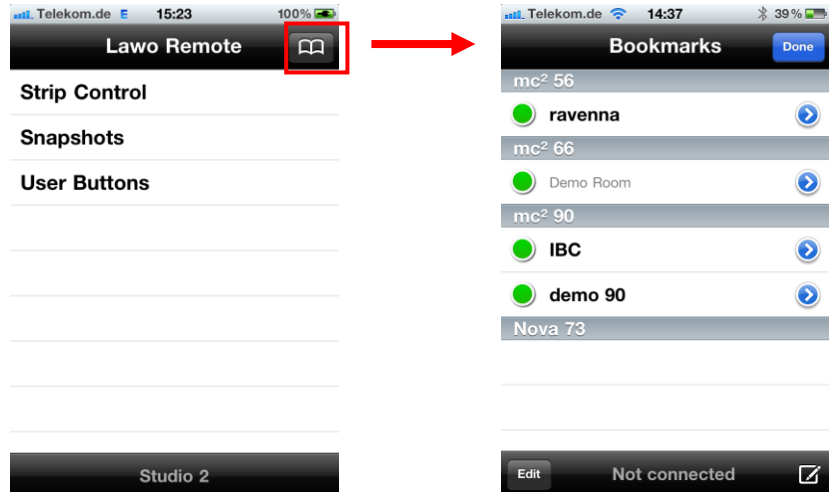 Telekom.de E 15:23 100%
Lawo Remote
Strip Control
Snapshots
User Buttons
Studio 2
Telekom.de 14:37 39%
Bookmarks Done
mc² 56
ravenna
mc² 66
Demo Room
mc² 90
IBC
demo 90
Nova 73
Edit Not connected